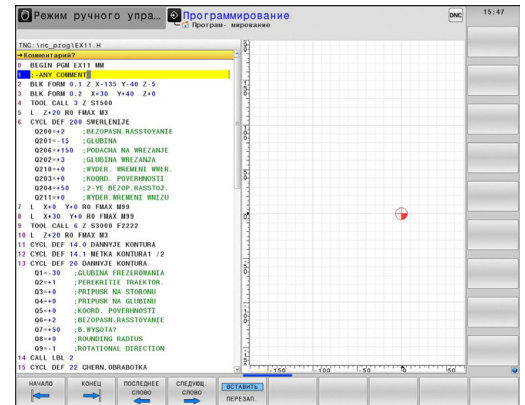 Режим ручного упра...
Программирование
Програм- мирование
DNC
15:47
TNC:\nc_prog\EX11.H
→Комментарий?
0 BEGIN PGM EX11 MM
1 ;-ANY COMMENT
2 BLK FORM 0.1 Z X-135 Y-40 Z-5
3 BLK FORM 0.2 X+30 Y+40 Z+0
4 TOOL CALL 3 Z S1500
5 L Z+20 R0 FMAX M3
6 CYCL DEF 200 SWERLENIJE
Q200=+2 ;BEZOPASN.RASSTOYANIE
Q201=-15 ;GLUBINA
Q206=+150 ;PODACHA NA WREZANJE
Q202=+3 ;GLUBINA WREZANJA
Q210=+0 ;WYDER. WREMENI WWER.
Q203=+0 ;KOORD. POVERHNOSTI
Q204=+50 ;2-YE BEZOP.RASSTOJ.
Q211=+0 ;WYDER.WREMENI WNIZU
7 L X+0 Y+0 R0 FMAX M99
8 L X+30 Y+0 R0 FMAX M99
9 TOOL CALL 6 Z S3000 F2222
10 L Z+20 R0 FMAX M3
11 CYCL DEF 14.0 DANNYJE KONTURA
12 CYCL DEF 14.1 METKA KONTURA1 /2
13 CYCL DEF 20 DANNYJE KONTURA
Q1=-30 ;GLUBINA FREZEROWANIA
Q2=+1 ;PEREKRITIE TRAEKTOR.
Q3=+0 ;PRIPUSK NA STORONU
Q4=+0 ;PRIPUSK NA GLUBINU
Q5=+0 ;KOORD. POVERHNOSTI
Q6=+2 ;BEZOPASN.RASSTOYANIE
Q7=+50 ;B.WYSOTA?
Q8=+0 ;ROUNDING RADIUS
Q9=-1 ;ROTATIONAL DIRECTION
14 CALL LBL 2
15 CYCL DEF 22 CHERN.OBRABOTKA
-150 -100 -50 0 50
НАЧАЛО
КОНЕЦ
ПОСЛЕДНЕЕ
СЛОВО
СЛЕДУЮЩ.
СЛОВО
ВСТАВИТЬ
ПЕРЕЗАП.